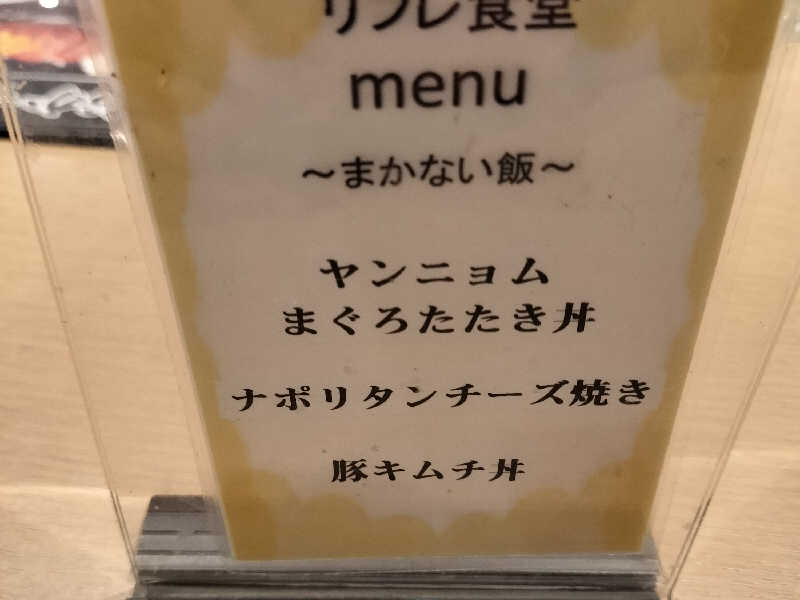 リフレ食堂
menu
～まかない飯～
ヤンニョム
まぐろたたき丼
ナポリタンチーズ焼き
豚キムチ丼